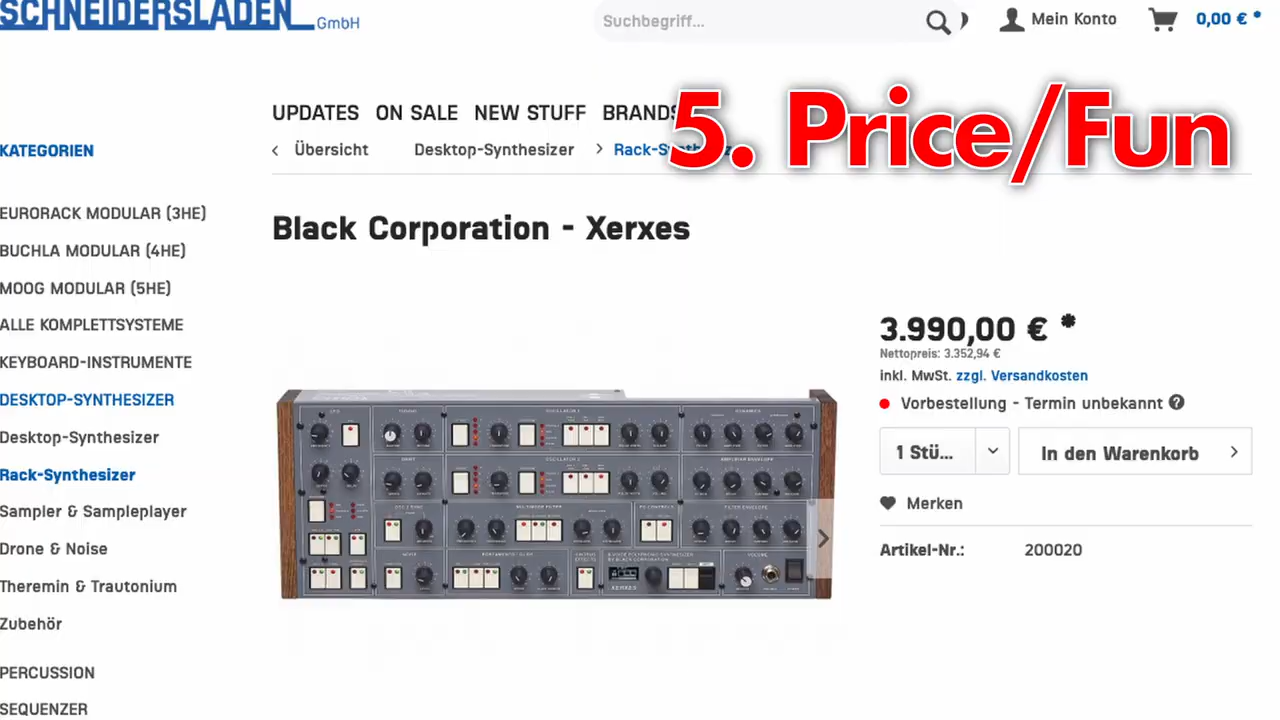 SCHNEIDERSLADEN GmbH
Suchbegriff...
Mein Konto
0,00 € *
5. Price/Fun
UPDATES ON SALE NEW STUFF BRANDS
Übersicht Desktop-Synthesizer Rack-Synthesizer
KATEGORIEN
EURORACK MODULAR (3HE)
BUCHLA MODULAR (4HE)
MOOG MODULAR (5HE)
ALLE KOMPLETTSYSTEME
KEYBOARD-INSTRUMENTE
DESKTOP-SYNTHESIZER
Desktop-Synthesizer
Rack-Synthesizer
Sampler & Sampleplayer
Drone & Noise
Theremin & Trautonium
Zubehör
PERCUSSION
SEQUENZER
Black Corporation - Xerxes
XERXES
3.990,00 € *
Nettopreis: 3.352,94 €
inkl. MwSt. zzgl. Versandkosten
Vorbestellung - Termin unbekannt
1 Stü...
In den Warenkorb
Merken
Artikel-Nr.: 200020